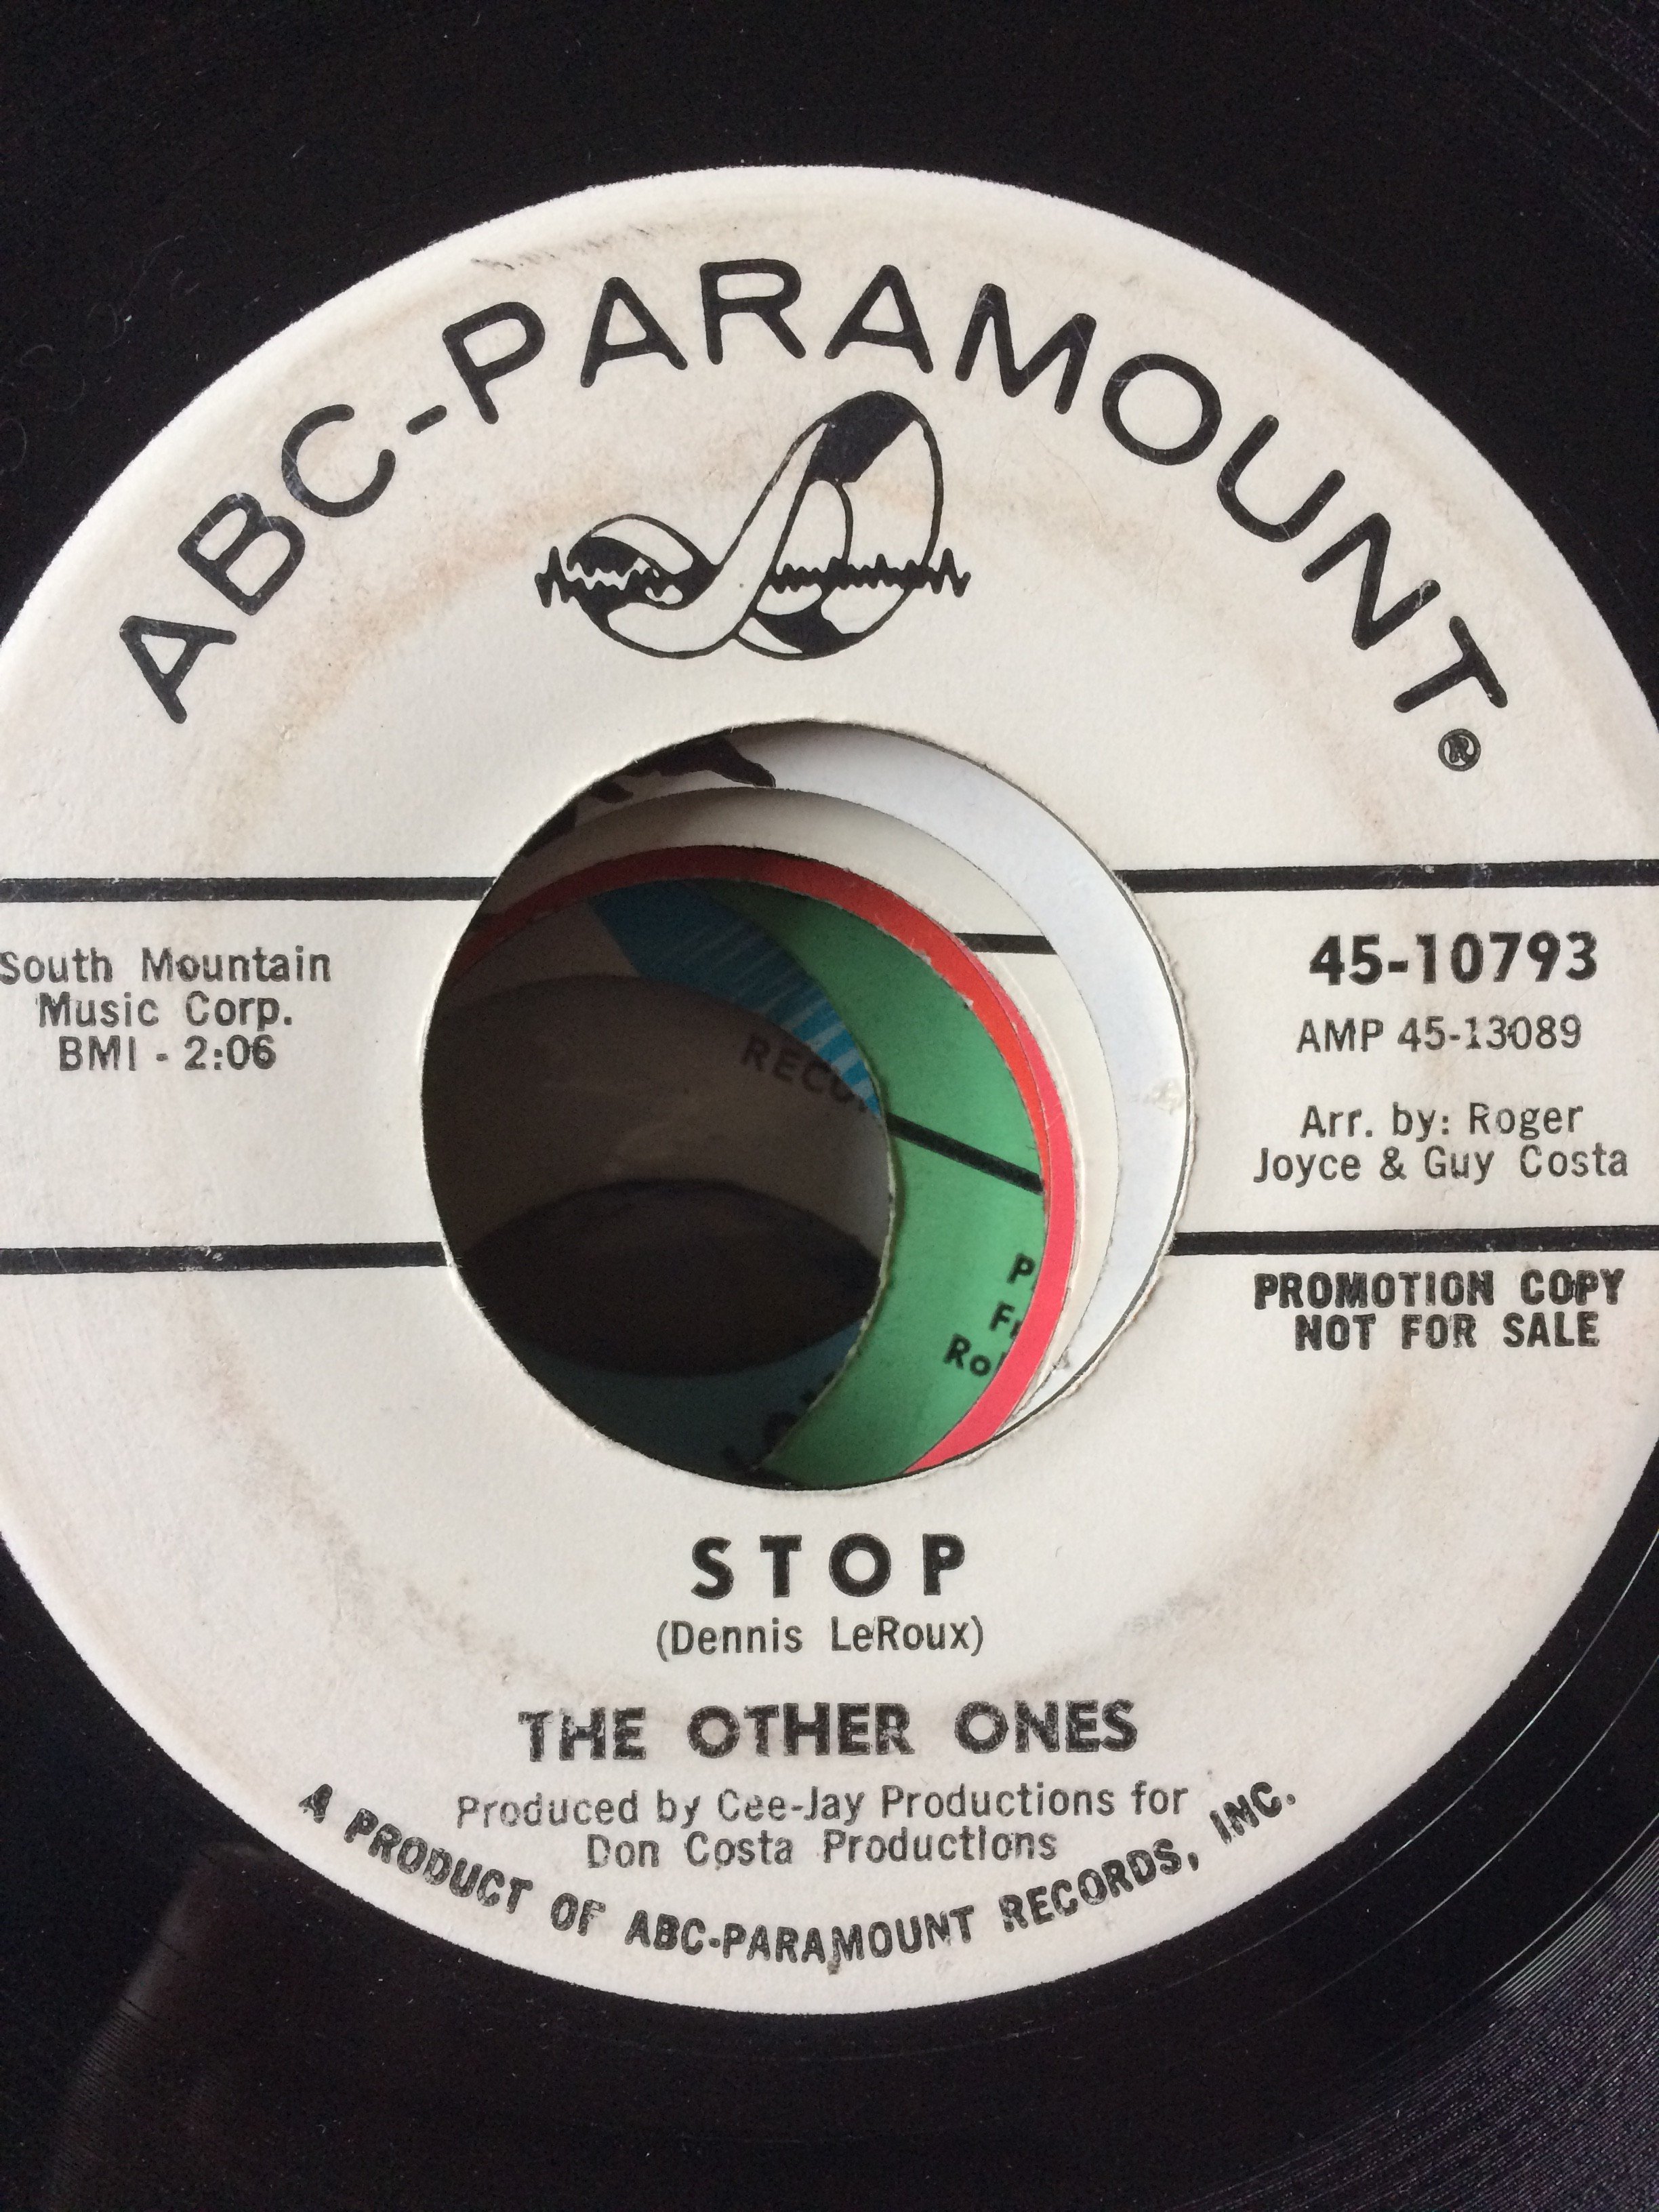 ABC-PARAMOUNT®
South Mountain
Music Corp.
BMI - 2:06
45-10793
AMP 45-13089
Arr. by: Roger
Joyce & Guy Costa
PROMOTION COPY
NOT FOR SALE
STOP
(Dennis LeRoux)
THE OTHER ONES
Produced by Cee-Jay Productions for
Don Costa Productions
A PRODUCT OF ABC-PARAMOUNT RECORDS, INC.